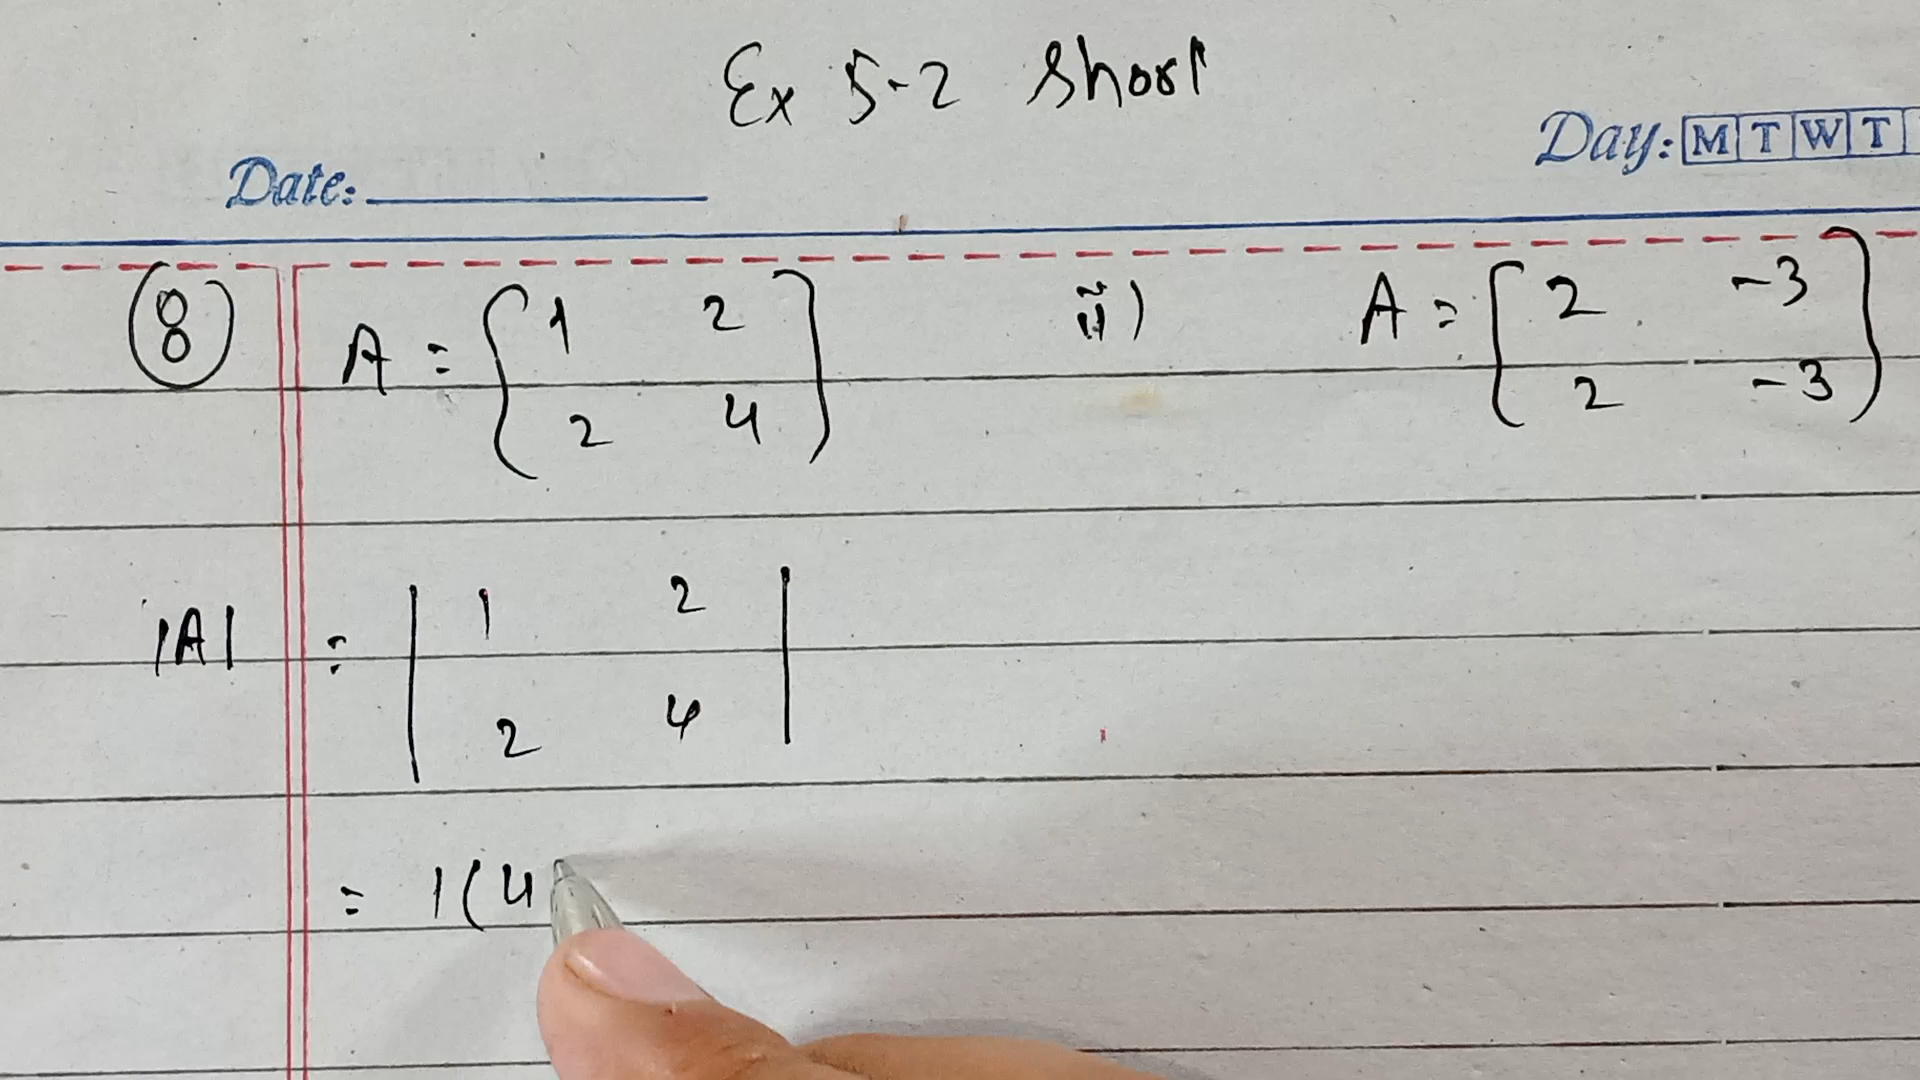 Ex 5-2 Short
Date:
Day: M T W T
8 A = [ 1 2 ii) A = [ 2 -3
2 4 ] 2 -3 ]
|A| = | 1 2
2 4 |
= 1(4